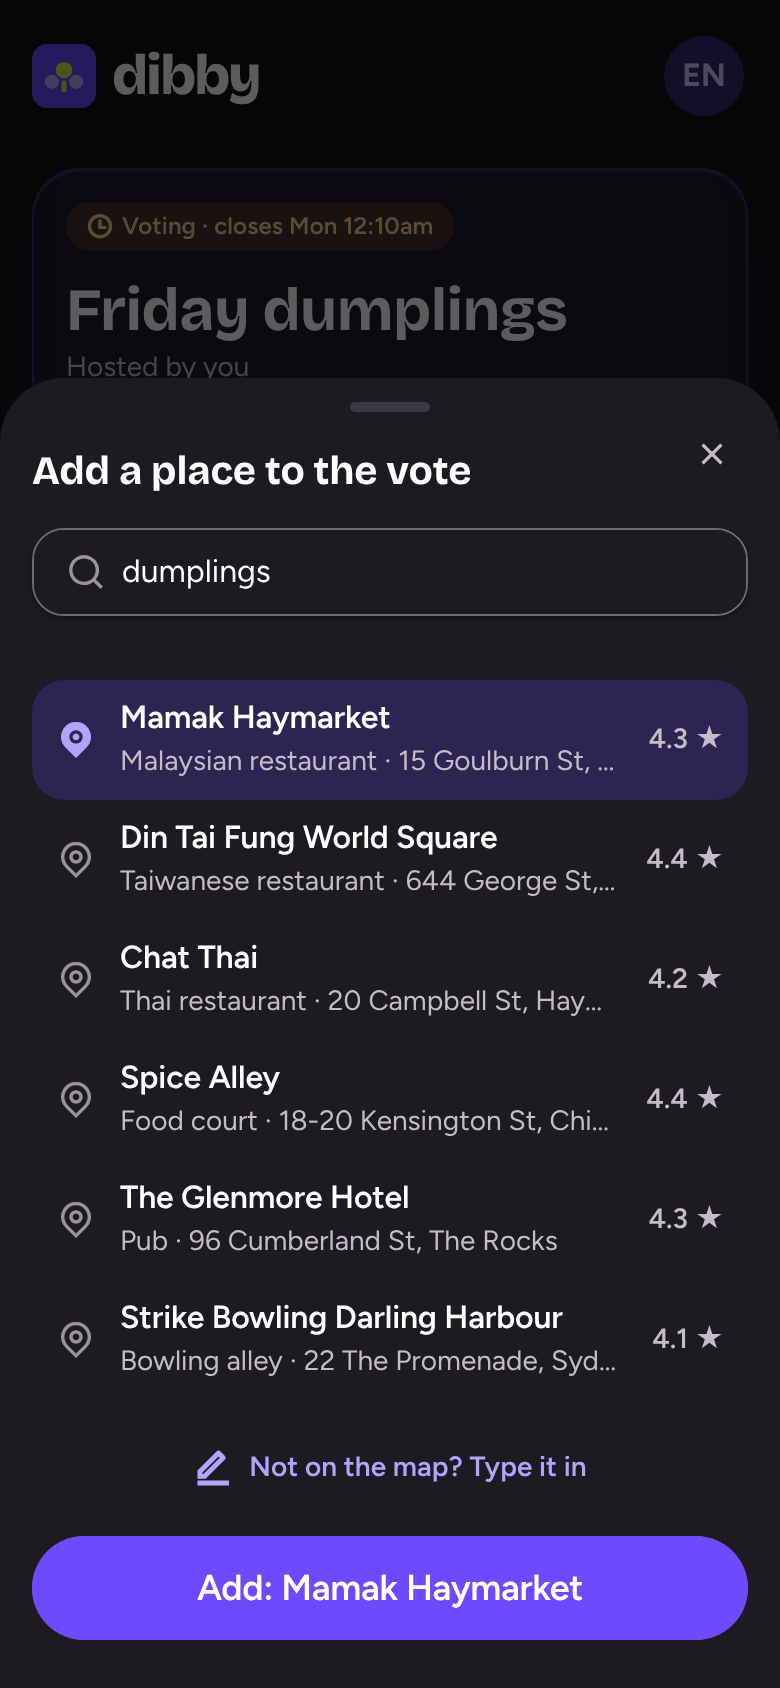 dibby
EN
Voting · closes Mon 12:10am
Friday dumplings
Hosted by you
Add a place to the vote
dumplings
Mamak Haymarket
Malaysian restaurant · 15 Goulburn St, ...
4.3 ★
Din Tai Fung World Square
Taiwanese restaurant · 644 George St,...
4.4 ★
Chat Thai
Thai restaurant · 20 Campbell St, Hay...
4.2 ★
Spice Alley
Food court · 18-20 Kensington St, Chi...
4.4 ★
The Glenmore Hotel
Pub · 96 Cumberland St, The Rocks
4.3 ★
Strike Bowling Darling Harbour
Bowling alley · 22 The Promenade, Syd...
4.1 ★
Not on the map? Type it in
Add: Mamak Haymarket